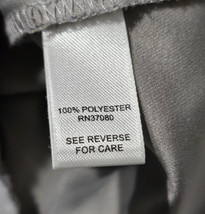 100% POLYESTER
RN37080
SEE REVERSE
FOR CARE